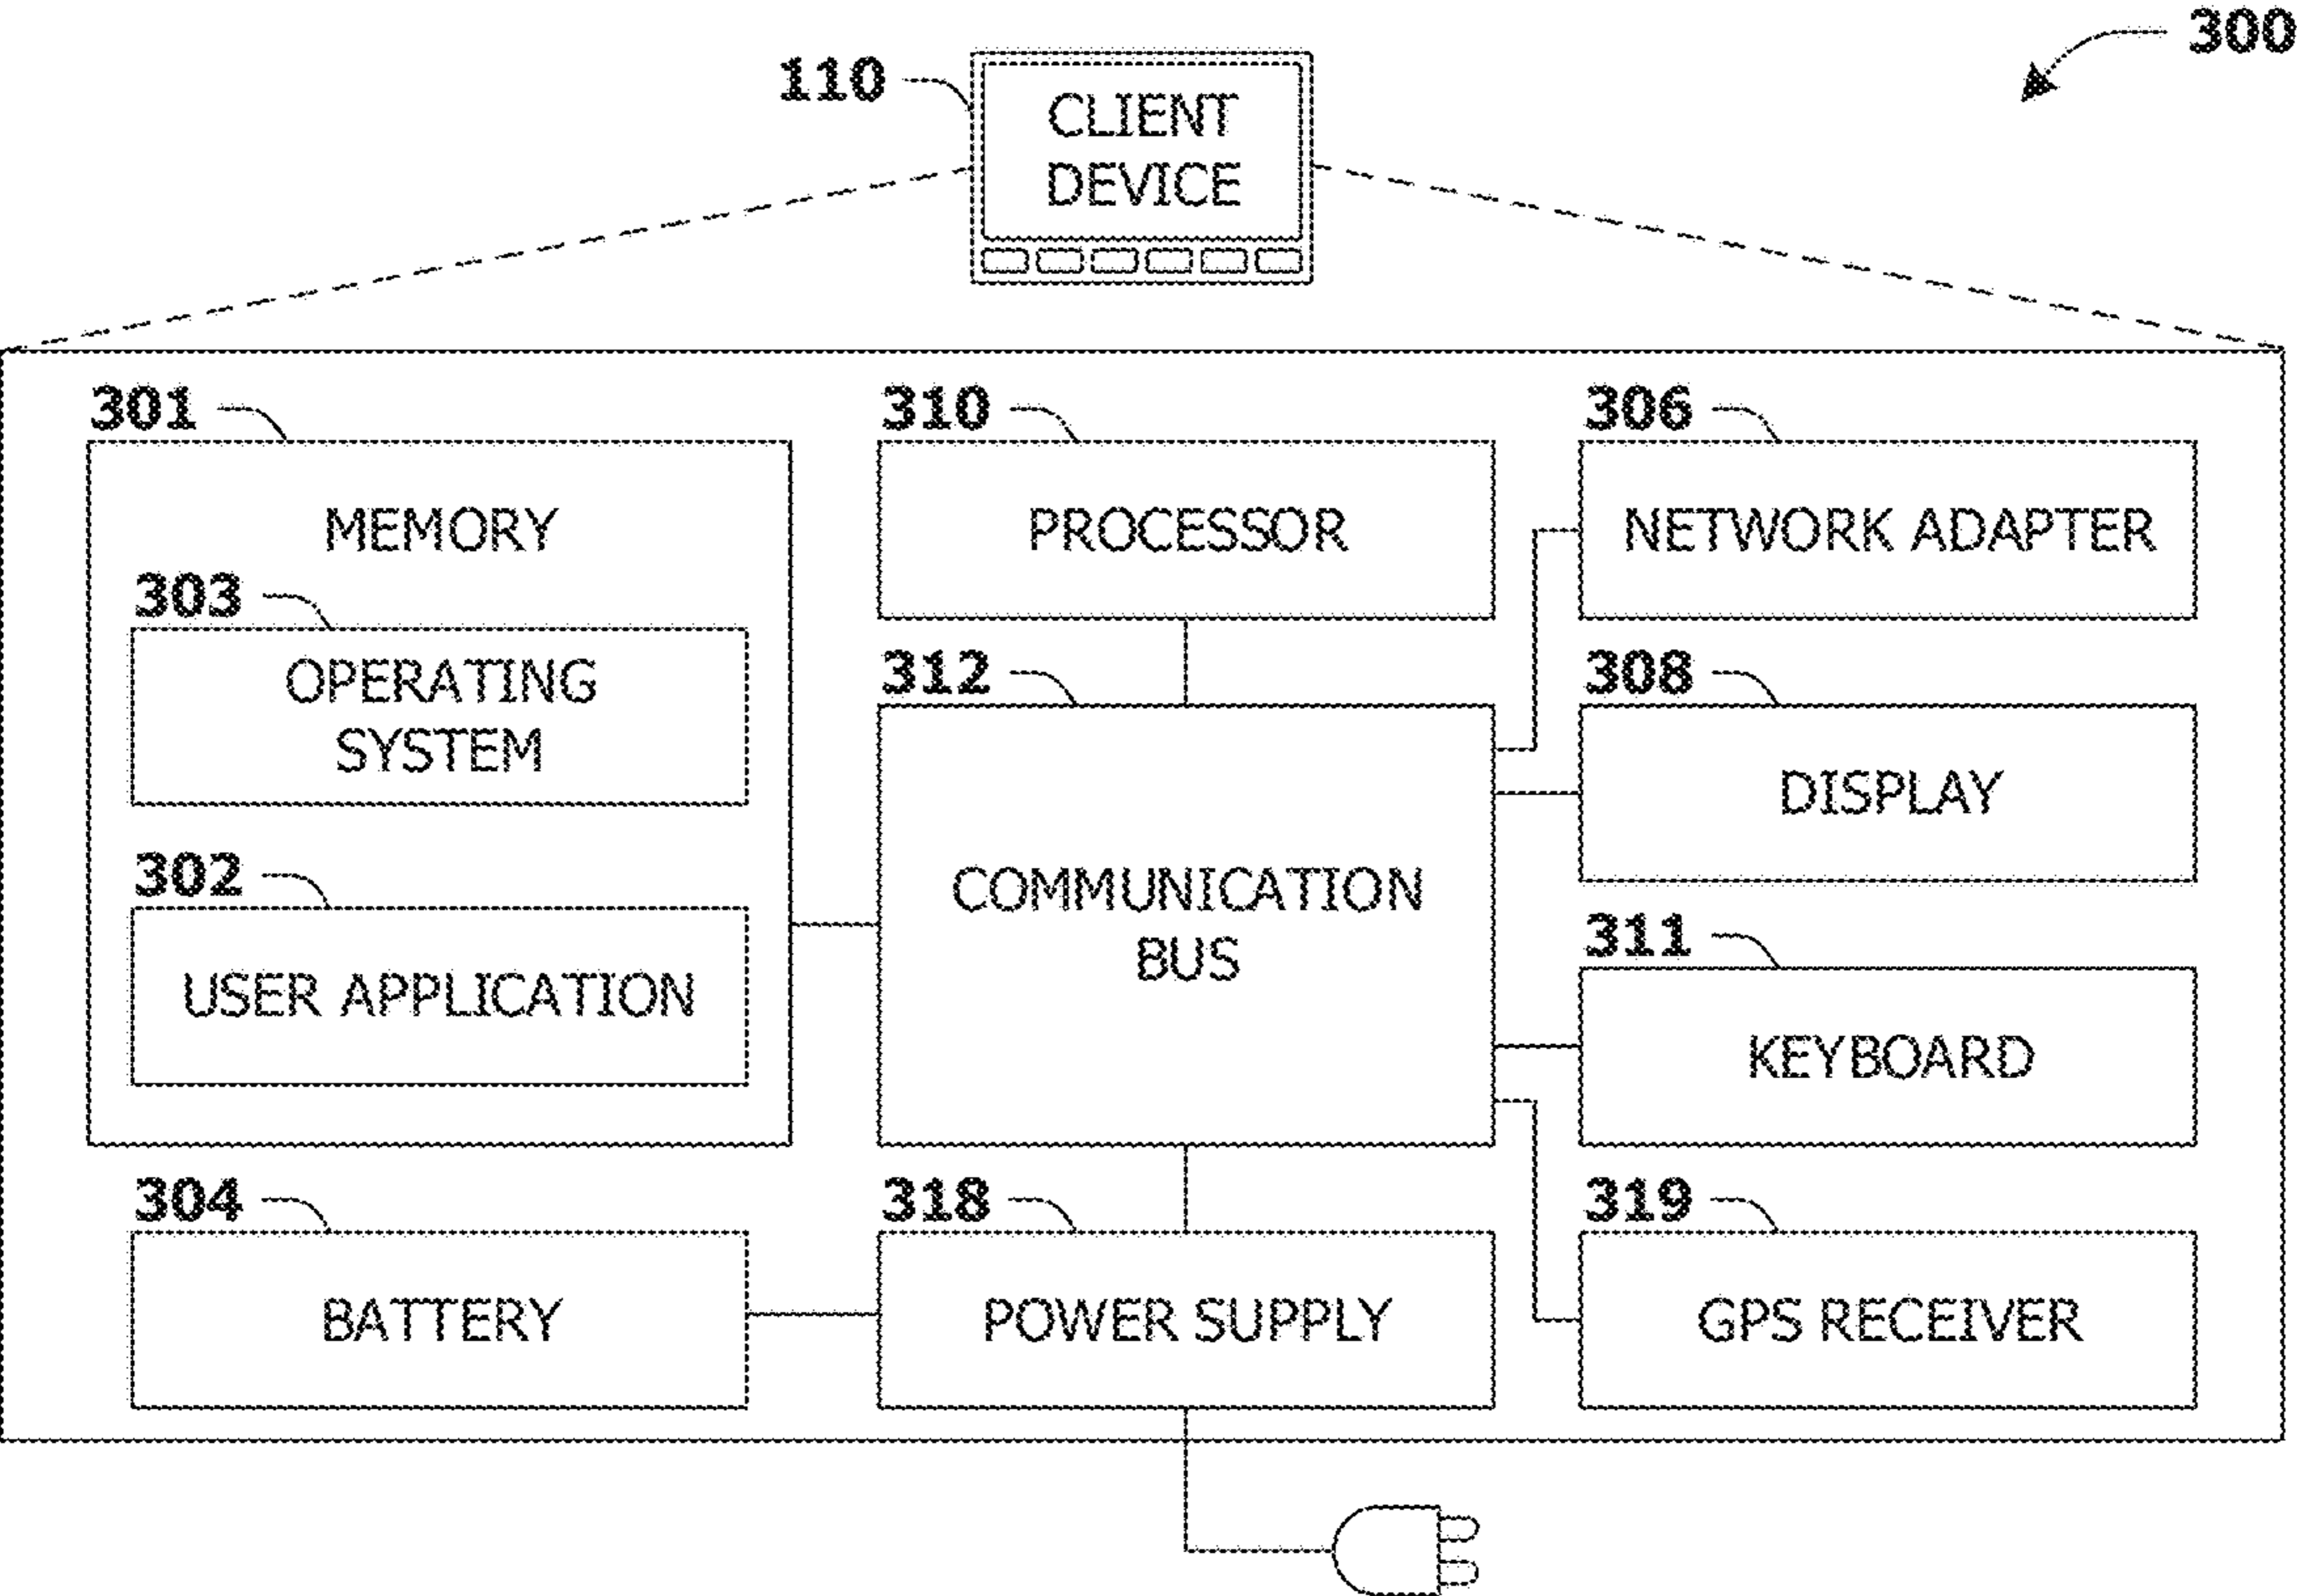 300
110
CLIENT
DEVICE
301
310
306
MEMORY
PROCESSOR
NETWORK ADAPTER
303
OPERATING
SYSTEM
312
308
DISPLAY
302
USER APPLICATION
COMMUNICATION
BUS
311
KEYBOARD
304
318
319
BATTERY
POWER SUPPLY
GPS RECEIVER